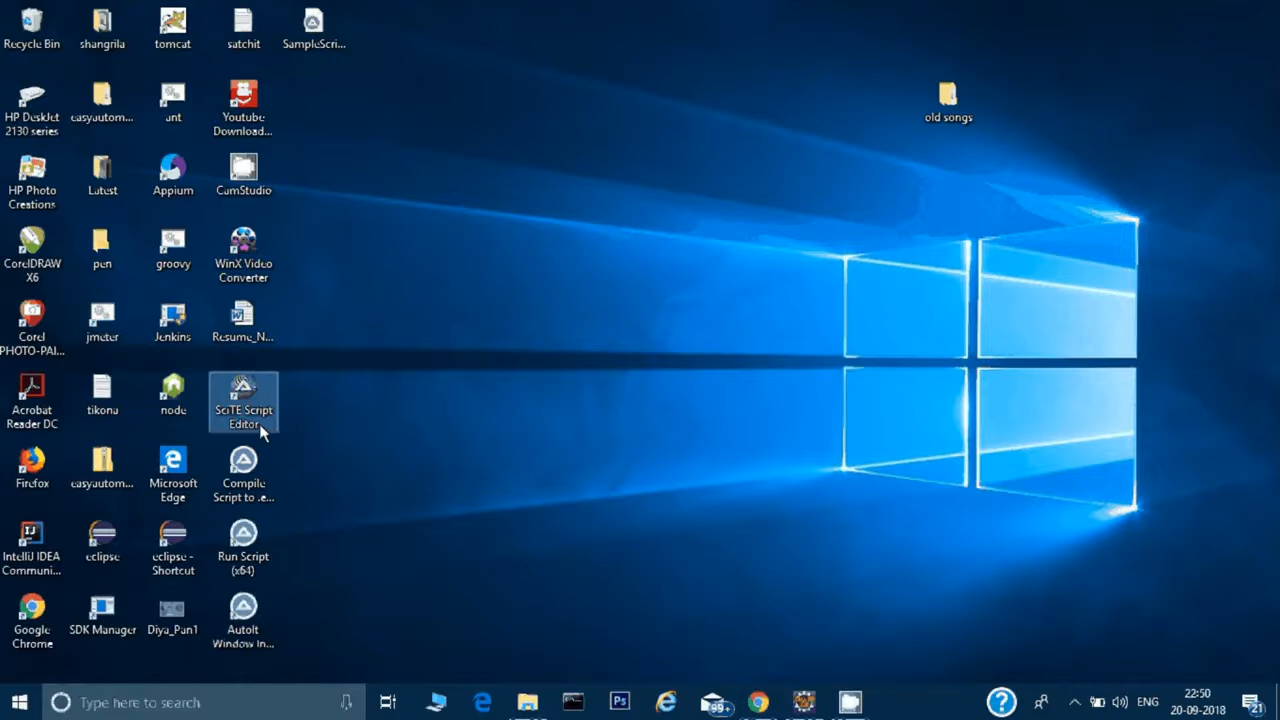 Recycle Bin
shangrila
tomcat
satchit
SampleScri...
HP DeskJet
2130 series
easyautom...
ant
Youtube
Download...
old songs
HP Photo
Creations
Latest
Appium
CamStudio
CorelDRAW
X6
pen
groovy
WinX Video
Converter
Corel
PHOTO-PAI...
jmeter
Jenkins
Resume_N...
Acrobat
Reader DC
tikona
node
SciTE Script
Editor
Firefox
easyautom...
Microsoft
Edge
Compile
Script to .e...
IntelliJ IDEA
Communi...
eclipse
eclipse -
Shortcut
Run Script
(x64)
Google
Chrome
SDK Manager
Diya_Pan1
AutoIt
Window In...
Type here to search
Ps
99+
ENG
22:50
20-09-2018
21